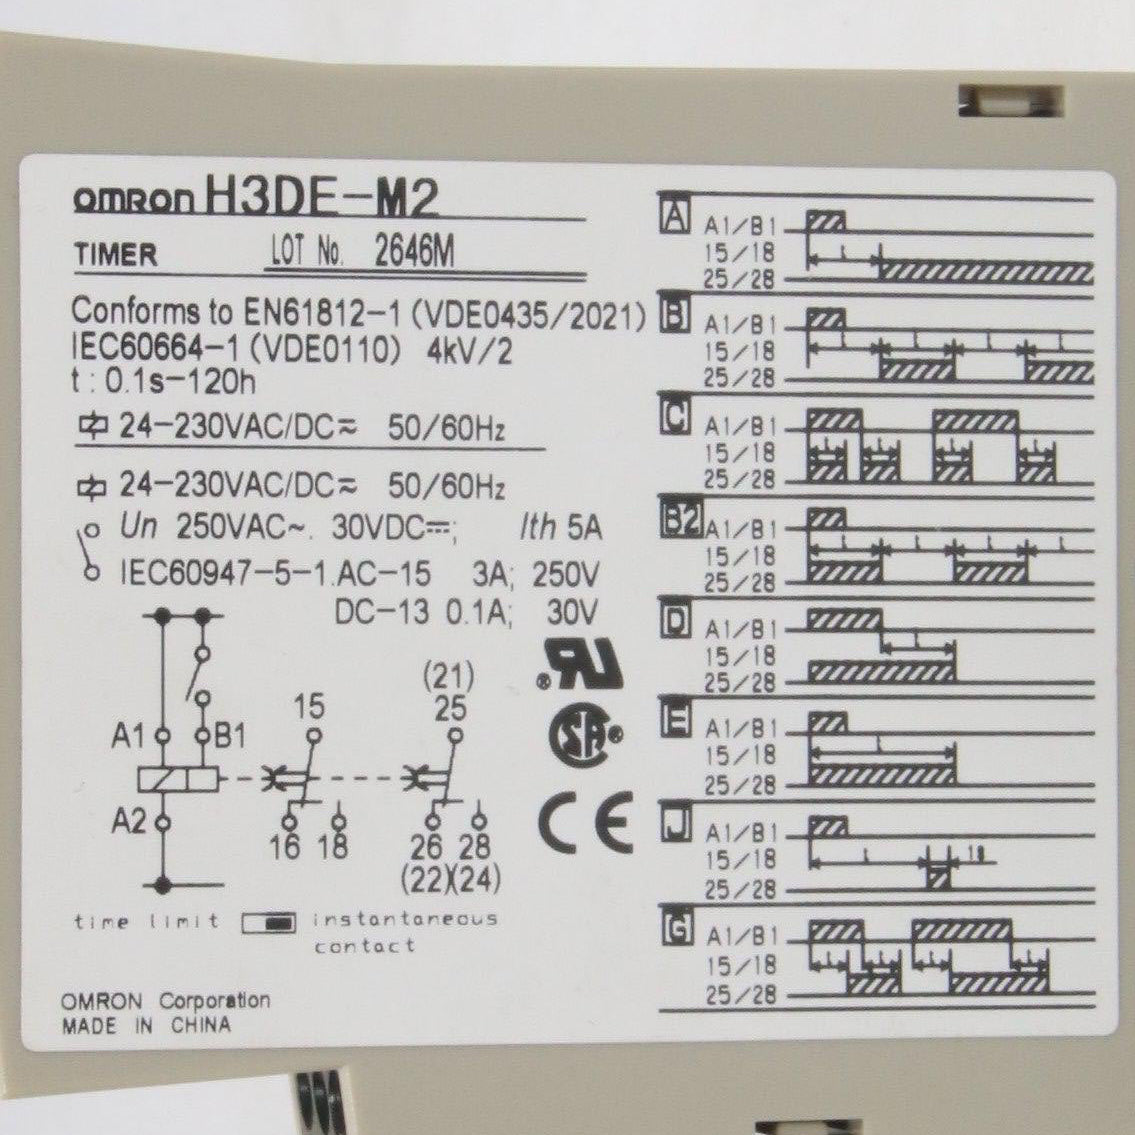 omron H3DE-M2
TIMER LOT No. 2646M
Conforms to EN61812-1 (VDE0435/2021)
IEC60664-1 (VDE0110) 4kV/2
t : 0.1s-120h
24-230VAC/DC≂ 50/60Hz
24-230VAC/DC≂ 50/60Hz
Un 250VAC~. 30VDC⎓; Ith 5A
IEC60947-5-1.AC-15 3A; 250V
DC-13 0.1A; 30V
(21)
15 25
A1 B1
A2
16 18 26 28
(22)(24)
time limit instantaneous
contact
OMRON Corporation
MADE IN CHINA
RU®
SA®
CE
A A1/B1
15/18 t
25/28
B A1/B1
15/18 t t t t
25/28
C A1/B1
15/18 t t t t
25/28
B2 A1/B1
15/18 t t t t
25/28
D A1/B1
15/18 t
25/28
E A1/B1
15/18 t
25/28
J A1/B1
15/18 t 1s
25/28
G A1/B1
15/18 t t t t
25/28